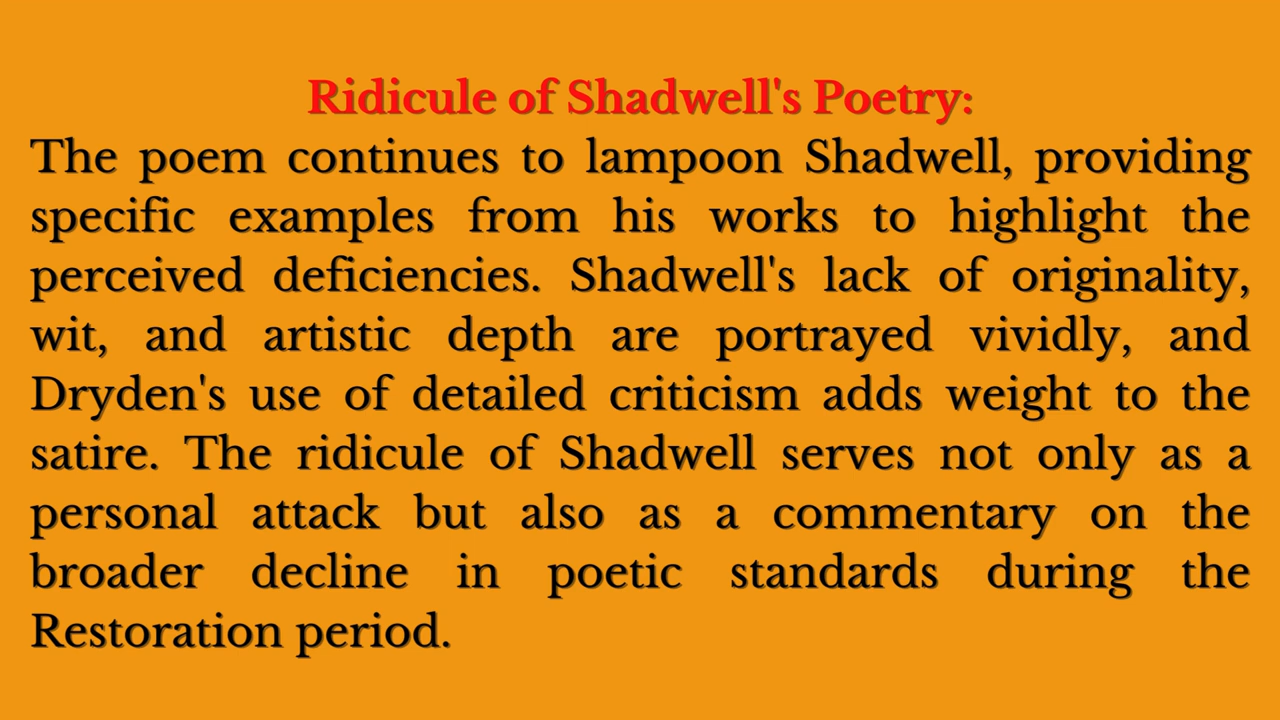 Ridicule of Shadwell's Poetry:
The poem continues to lampoon Shadwell, providing
specific examples from his works to highlight the
perceived deficiencies. Shadwell's lack of originality,
wit, and artistic depth are portrayed vividly, and
Dryden's use of detailed criticism adds weight to the
satire. The ridicule of Shadwell serves not only as a
personal attack but also as a commentary on the
broader decline in poetic standards during the
Restoration period.